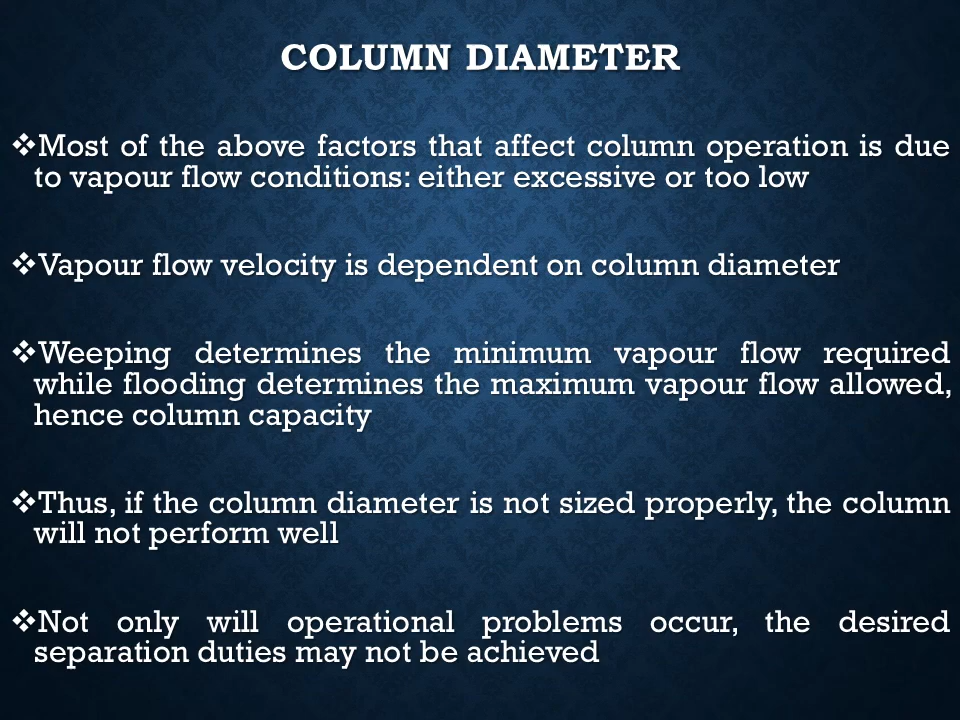 COLUMN DIAMETER
❖Most of the above factors that affect column operation is due
to vapour flow conditions: either excessive or too low
❖Vapour flow velocity is dependent on column diameter
❖Weeping determines the minimum vapour flow required
while flooding determines the maximum vapour flow allowed,
hence column capacity
❖Thus, if the column diameter is not sized properly, the column
will not perform well
❖Not only will operational problems occur, the desired
separation duties may not be achieved